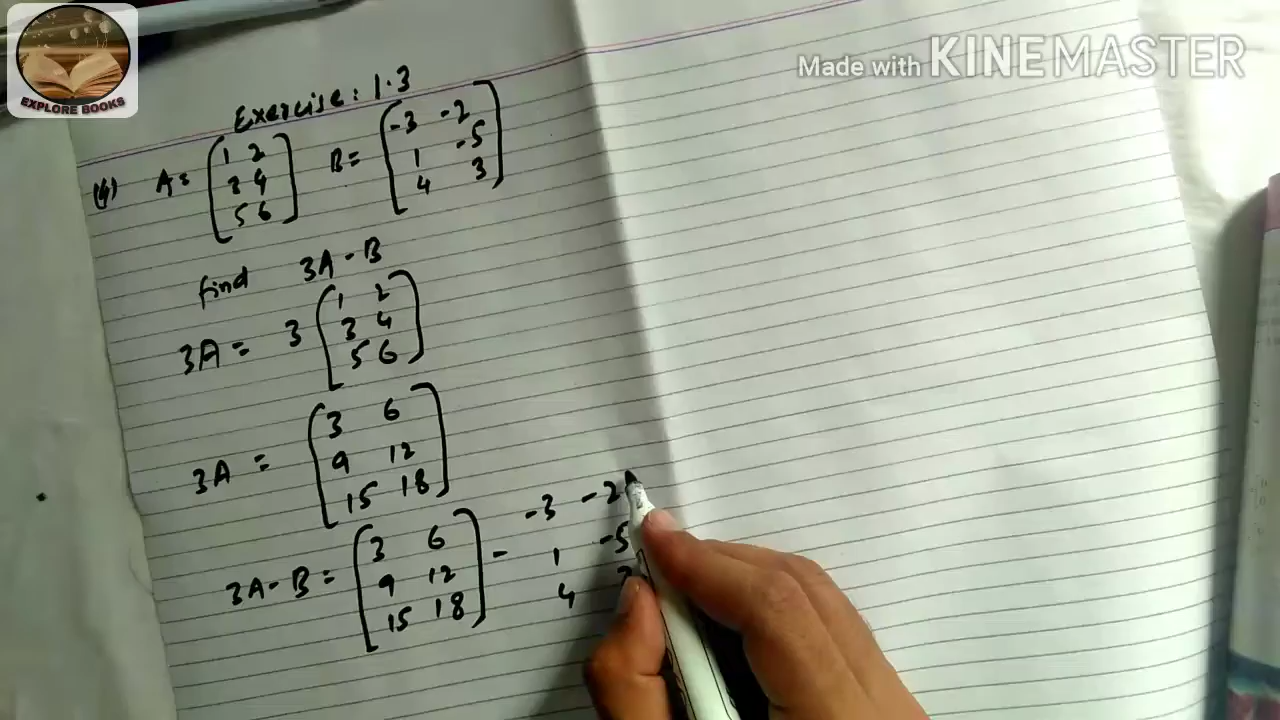 EXPLORE BOOKS
Made with KINEMASTER
Exercise: 1.3
(4) A= [1 2 B= [-3 -2
3 4 1 -5
5 6] 4 3]
find 3A-B
3A = 3 [1 2
3 4
5 6]
3A = [3 6
9 12
15 18]
3A-B = [3 6 - -3 -2
9 12 1 -5
15 18] 4